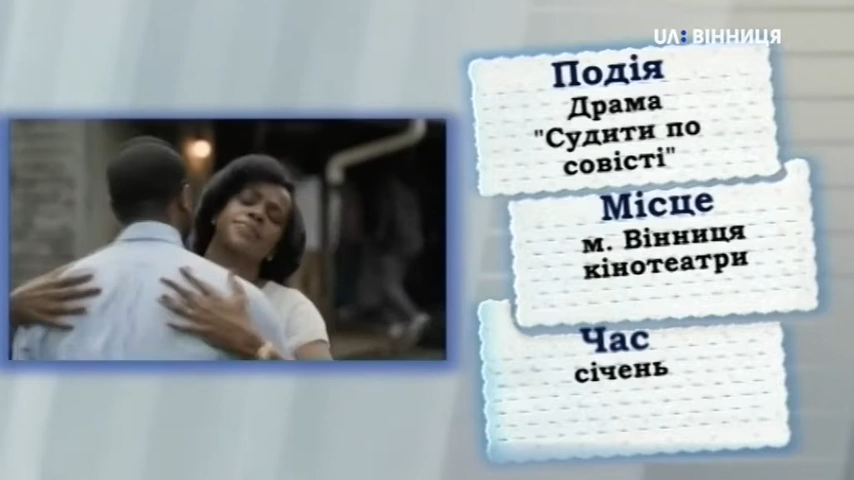 UA: ВІННИЦЯ
Подія
Драма
"Судити по
совісті"
Місце
м. Вінниця
кінотеатри
Час
січень